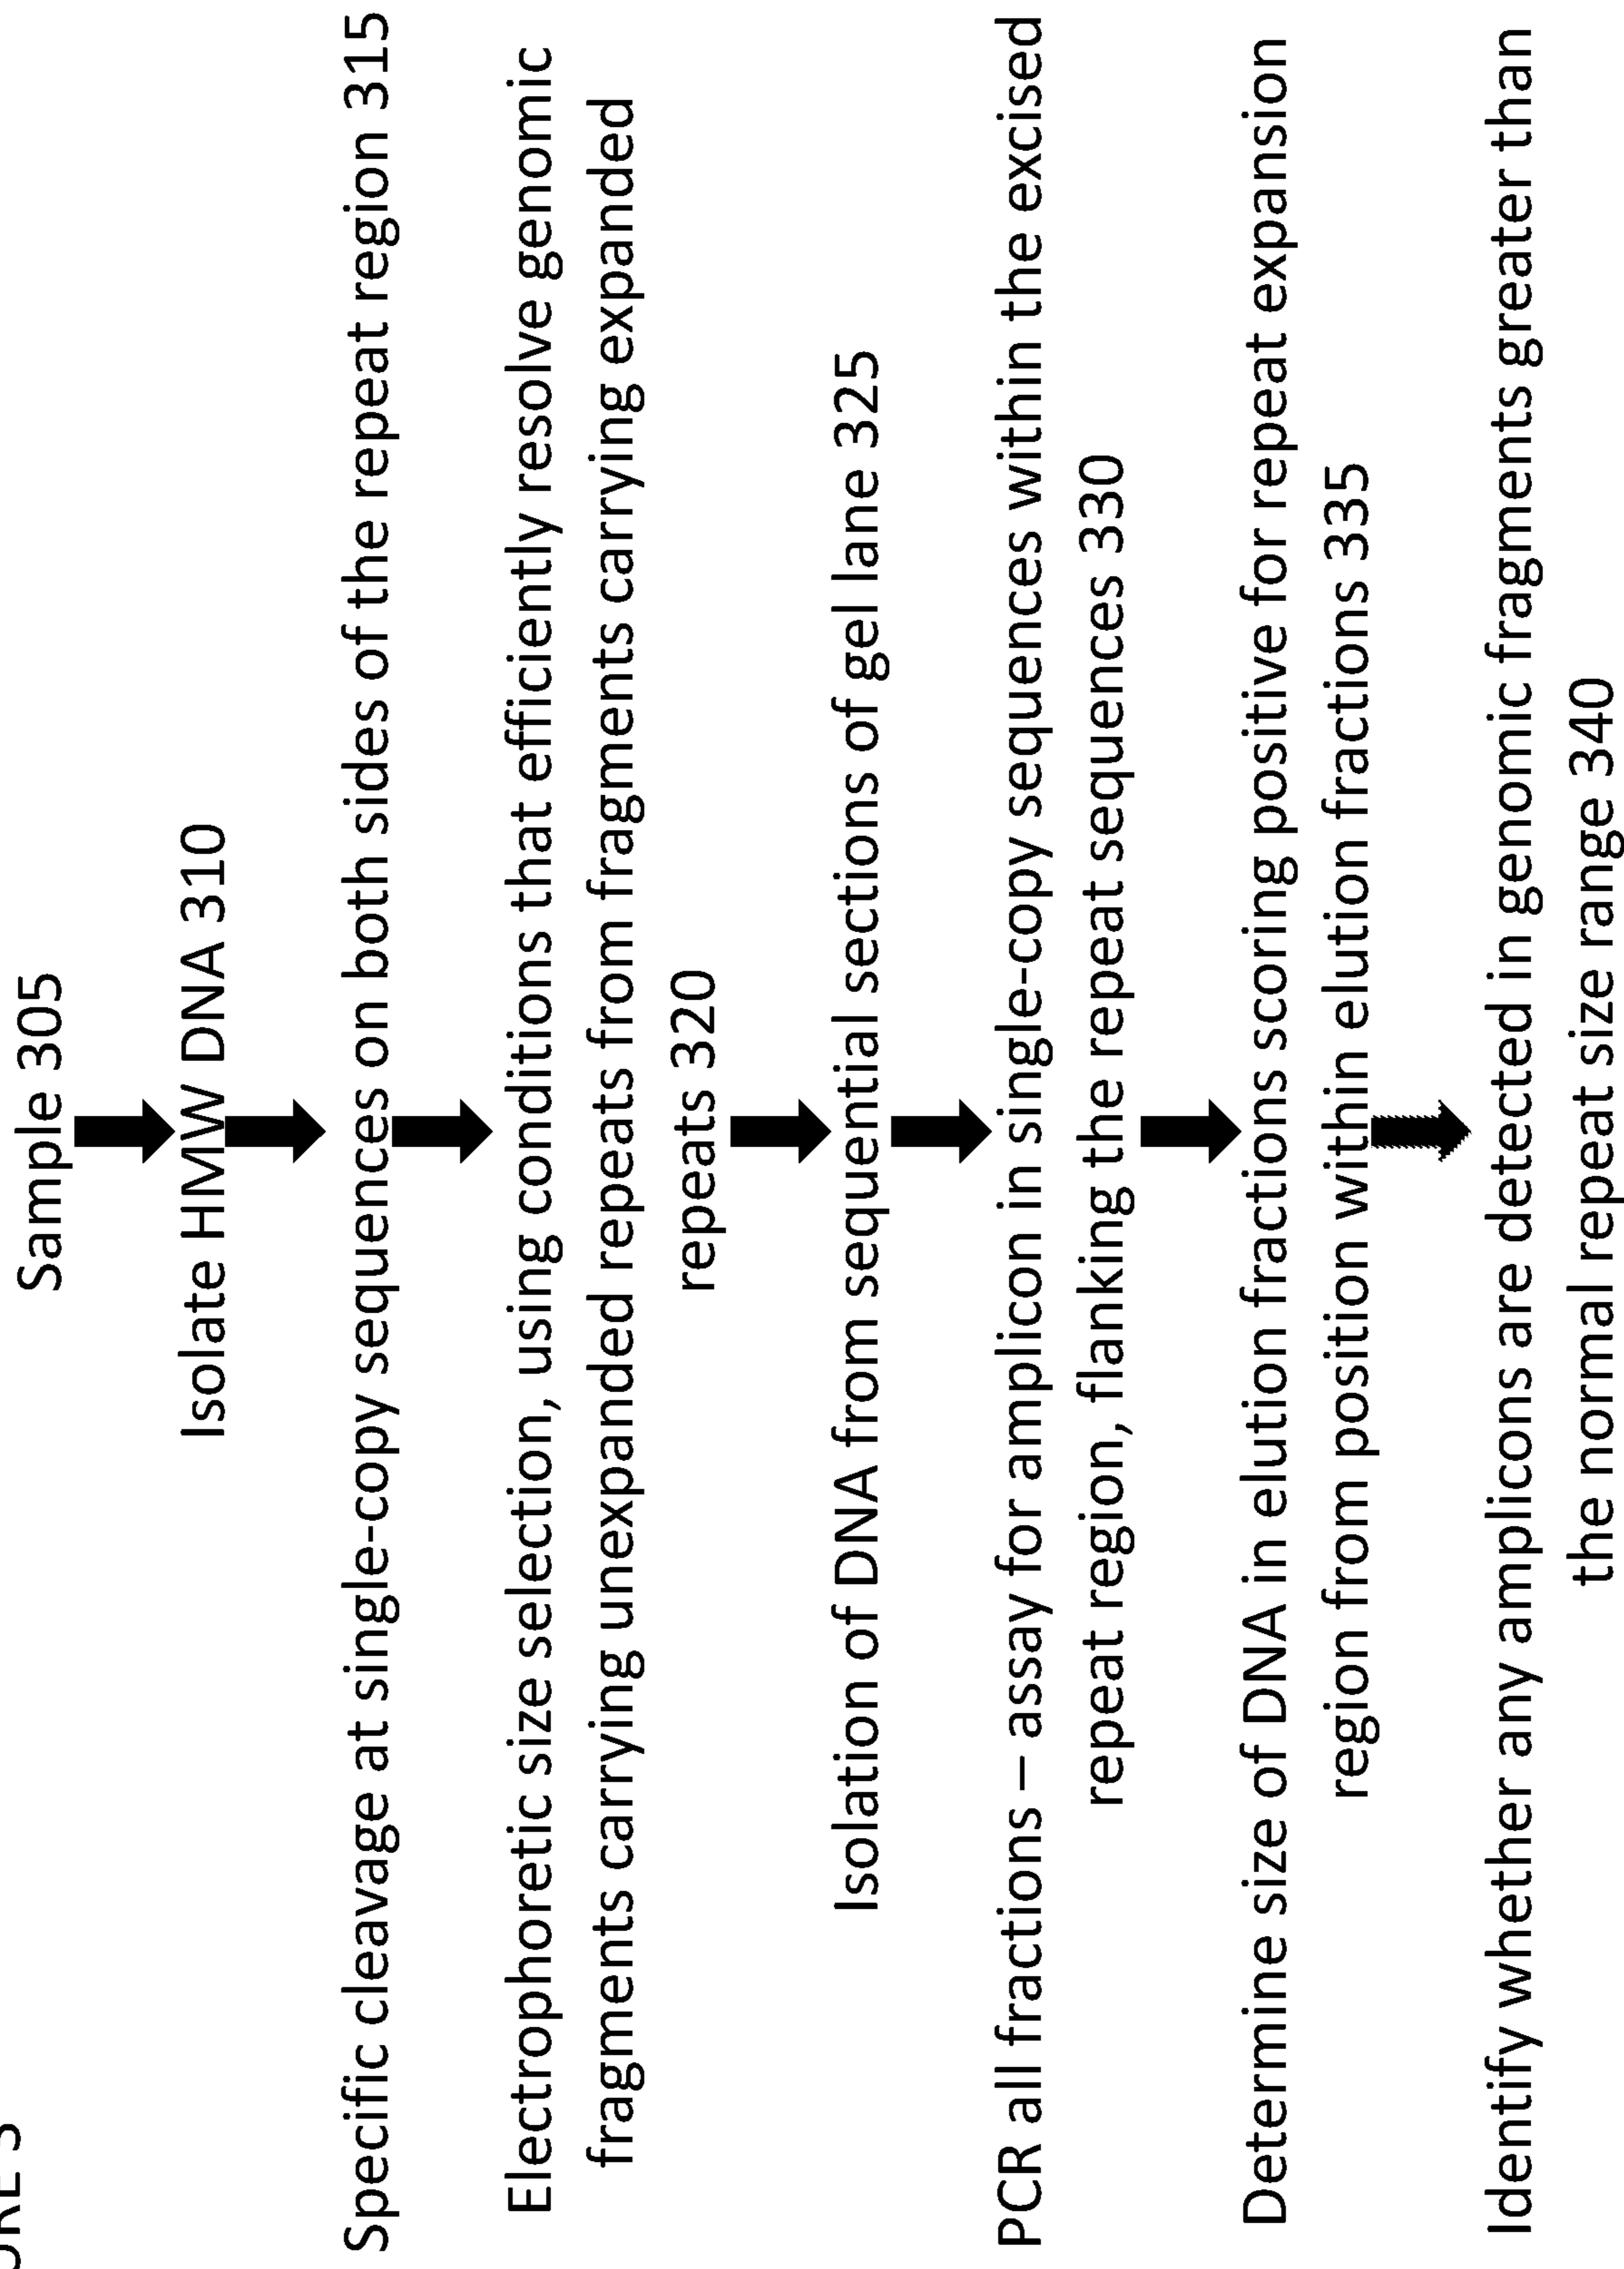 Sample 305
Isolate HMW DNA 310
Specific cleavage at single-copy sequences on both sides of the repeat region 315
Electrophoretic size selection, using conditions that efficiently resolve genomic
fragments carrying unexpanded repeats from fragments carrying expanded
repeats 320
Isolation of DNA from sequential sections of gel lane 325
PCR all fractions – assay for amplicon in single-copy sequences within the excised
repeat region, flanking the repeat sequences 330
Determine size of DNA in elution fractions scoring positive for repeat expansion
region from position within elution fractions 335
Identify whether any amplicons are detected in genomic fragments greater than
the normal repeat size range 340